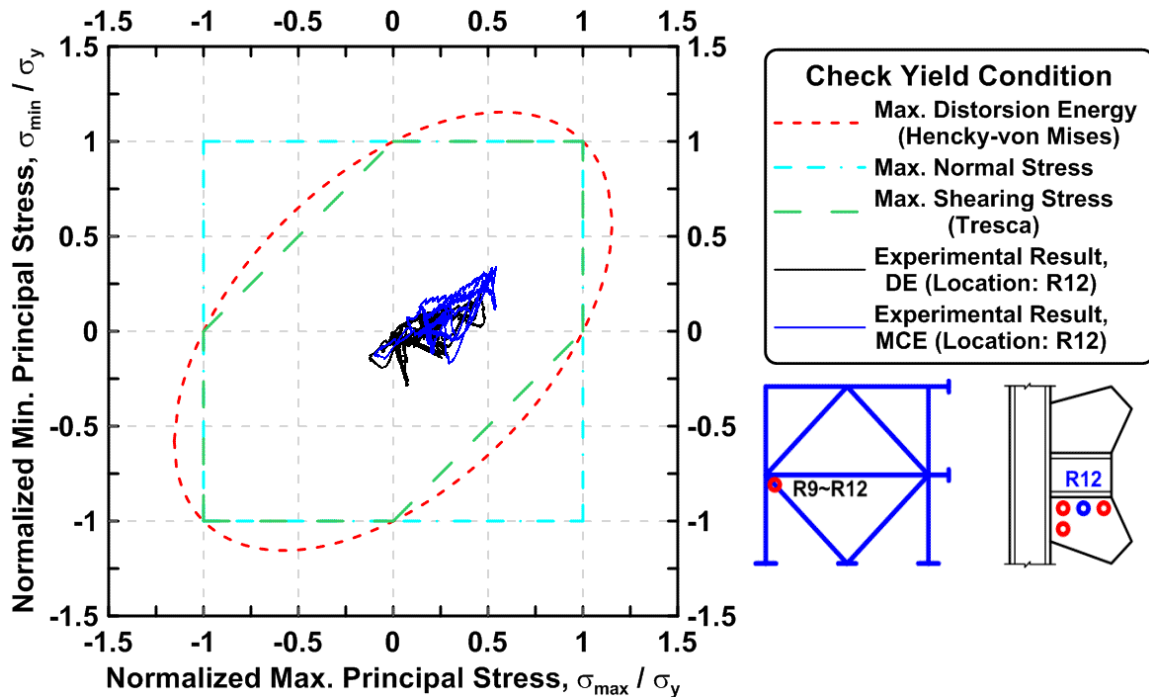 -1.5 -1 -0.5 0 0.5 1 1.5
1.5
1
0.5
0
-0.5
-1
-1.5
1.5
1
0.5
0
-0.5
-1
-1.5
-1.5 -1 -0.5 0 0.5 1 1.5
Normalized Min. Principal Stress, σmin / σy
Normalized Max. Principal Stress, σmax / σy
Check Yield Condition
Max. Distorsion Energy
(Hencky-von Mises)
Max. Normal Stress
Max. Shearing Stress
(Tresca)
Experimental Result,
DE (Location: R12)
Experimental Result,
MCE (Location: R12)
R9~R12
R12